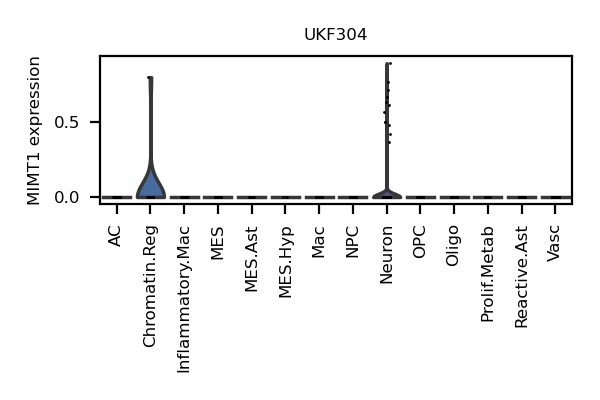 UKF304
MIMT1 expression
0.5
0.0
AC
Chromatin.Reg
Inflammatory.Mac
MES
MES.Ast
MES.Hyp
Mac
NPC
Neuron
OPC
Oligo
Prolif.Metab
Reactive.Ast
Vasc